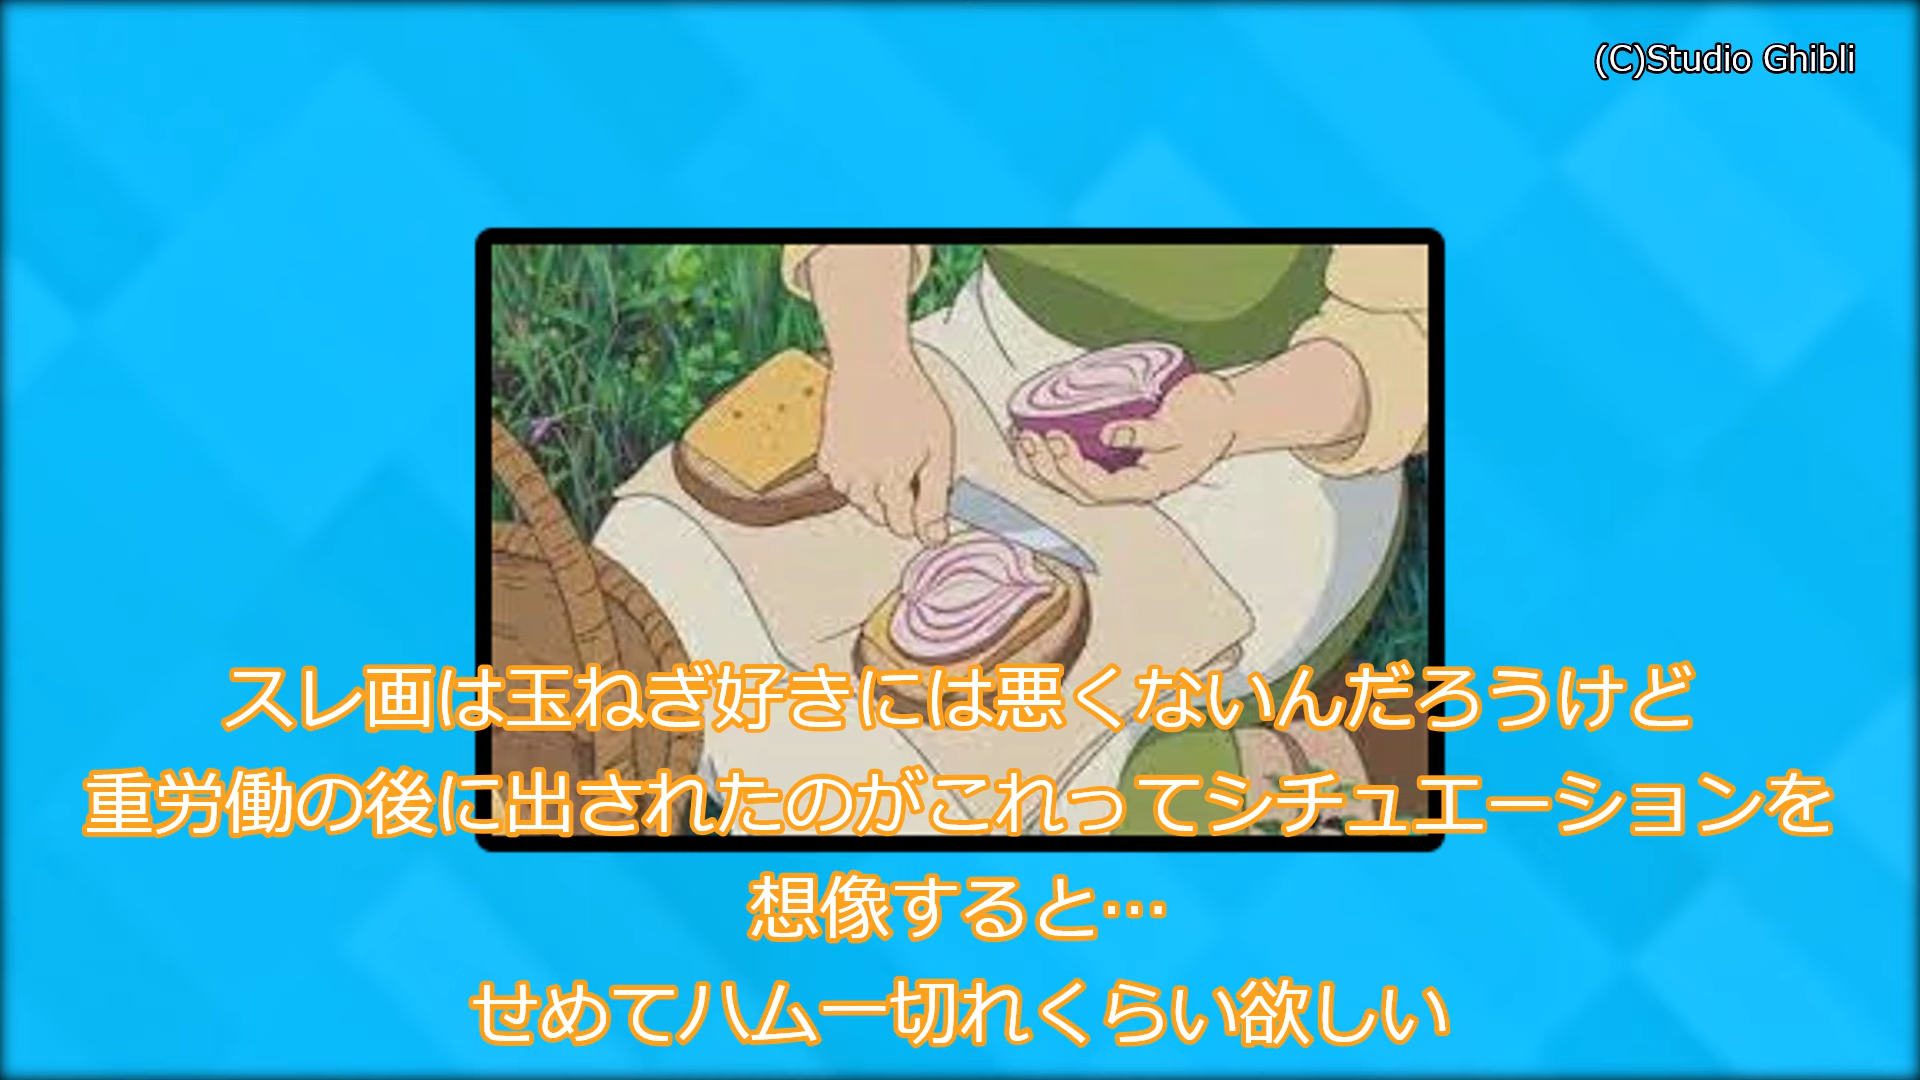 (C)Studio Ghibli
スレ画は玉ねぎ好きには悪くないんだろうけど
重労働の後に出されたのがこれってシチュエーションを
想像すると…
せめてハム一切れくらい欲しい